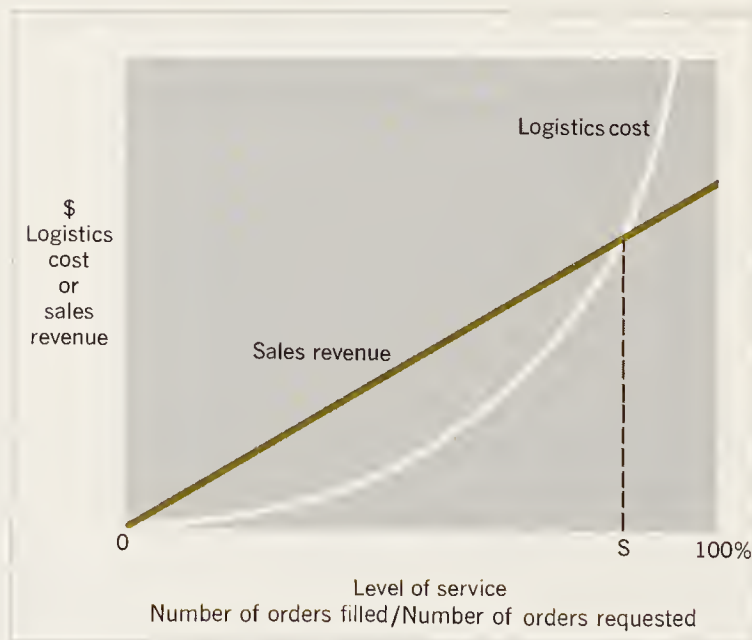 Logistics cost
$
Logistics
cost
or
sales
revenue
Sales revenue
0
S
100%
Level of service
Number of orders filled/Number of orders requested